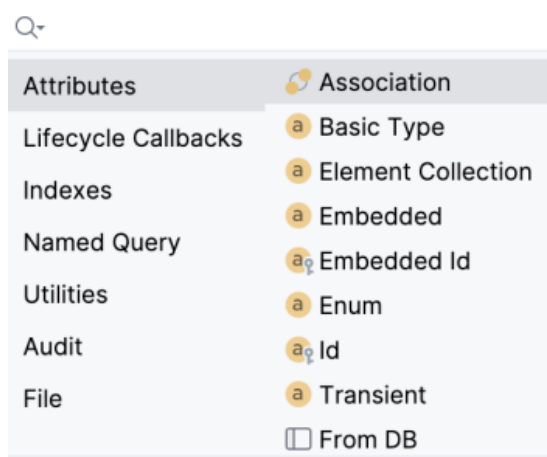 Attributes
Lifecycle Callbacks
Indexes
Named Query
Utilities
Audit
File
Association
Basic Type
Element Collection
Embedded
Embedded Id
Enum
Id
Transient
From DB